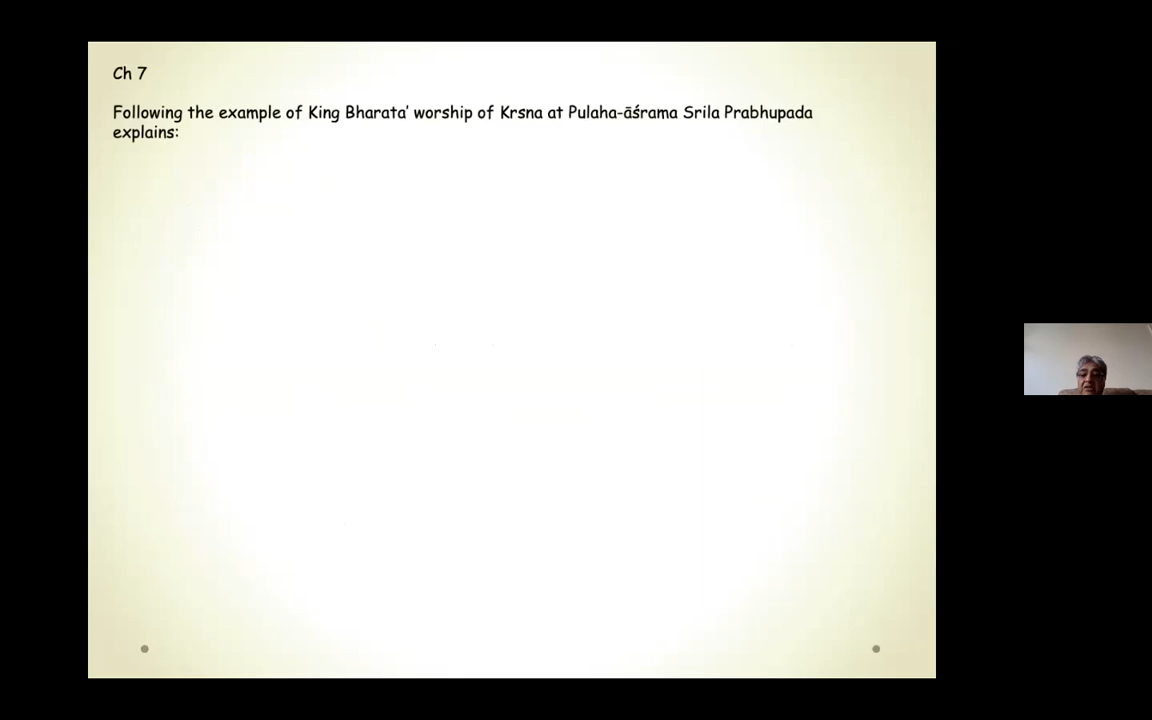 Ch 7
Following the example of King Bharata' worship of Krsna at Pulaha-āśrama Srila Prabhupada
explains: